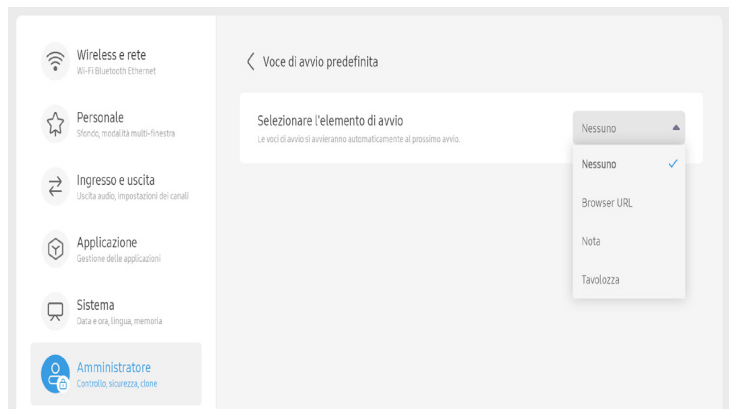 Wireless e rete
Wi-Fi Bluetooth Ethernet
Personale
Sfondo, modalità multi-finestra
Ingresso e uscita
Uscita audio, impostazioni dei canali
Applicazione
Gestione delle applicazioni
Sistema
Data e ora, lingua, memoria
Amministratore
Controllo, sicurezza, clone
Voce di avvio predefinita
Selezionare l'elemento di avvio
Le voci di avvio si avvieranno automaticamente al prossimo avvio.
Nessuno
Nessuno
Browser URL
Nota
Tavolozza